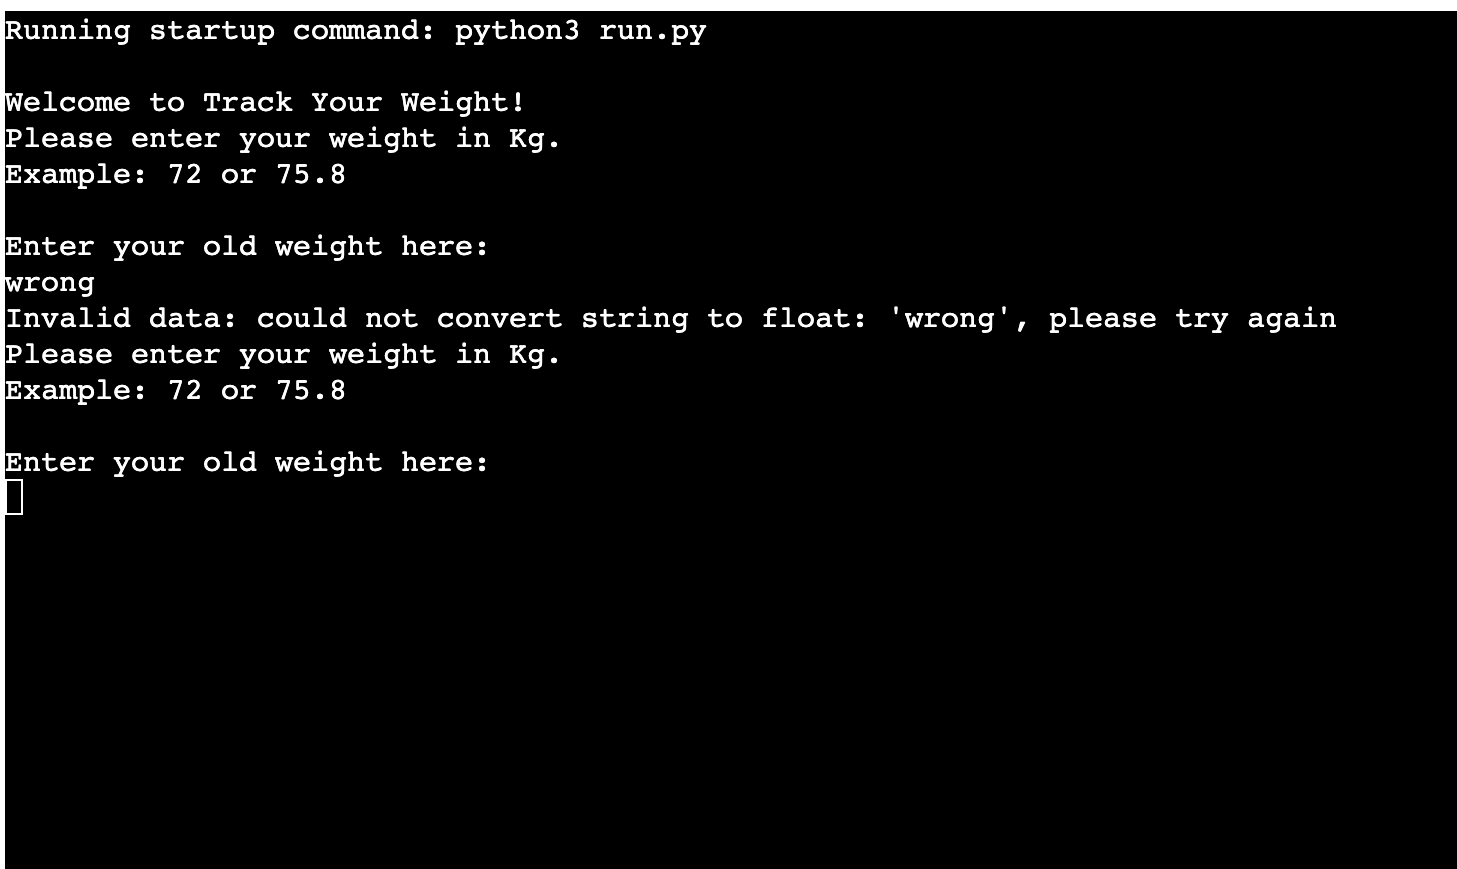 Running startup command: python3 run.py
Welcome to Track Your Weight!
Please enter your weight in Kg.
Example: 72 or 75.8
Enter your old weight here:
wrong
Invalid data: could not convert string to float: 'wrong', please try again
Please enter your weight in Kg.
Example: 72 or 75.8
Enter your old weight here: